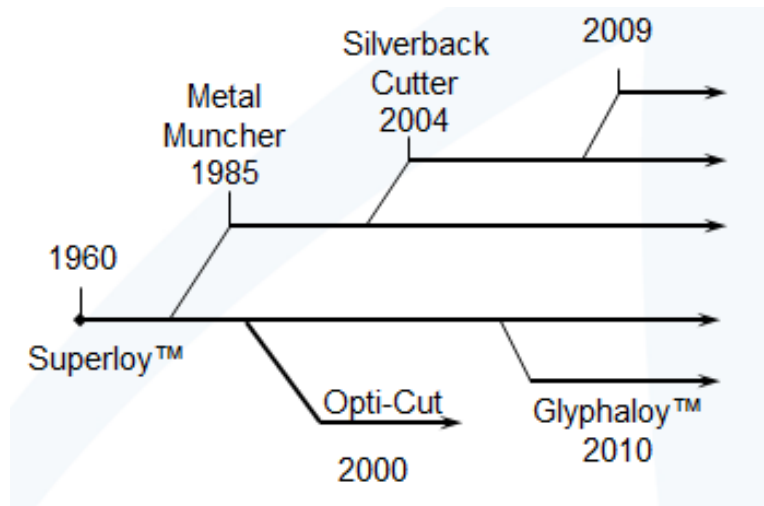 2009
Silverback
Cutter
2004
Metal
Muncher
1985
1960
Superloy™
Opti-Cut
2000
Glyphaloy™
2010